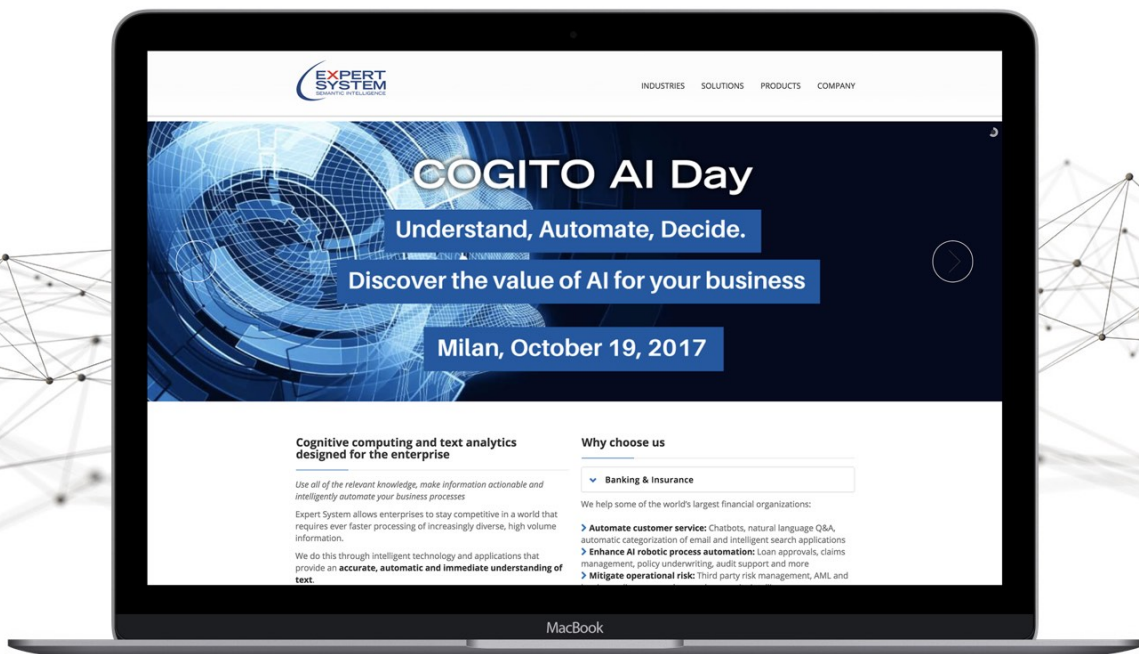 EXPERT
SYSTEM
SEMANTIC INTELLIGENCE
INDUSTRIES SOLUTIONS PRODUCTS COMPANY
COGITO AI Day
Understand, Automate, Decide.
Discover the value of AI for your business
Milan, October 19, 2017
Cognitive computing and text analytics
designed for the enterprise
Use all of the relevant knowledge, make information actionable and
intelligently automate your business processes
Expert System allows enterprises to stay competitive in a world that
requires ever faster processing of increasingly diverse, high volume
information.
We do this through intelligent technology and applications that
provide an accurate, automatic and immediate understanding of
text.
Why choose us
Banking & Insurance
We help some of the world's largest financial organizations:
Automate customer service: Chatbots, natural language Q&A,
automatic categorization of email and intelligent search applications
Enhance AI robotic process automation: Loan approvals, claims
management, policy underwriting, audit support and more
Mitigate operational risk: Third party risk management, AML and
MacBook